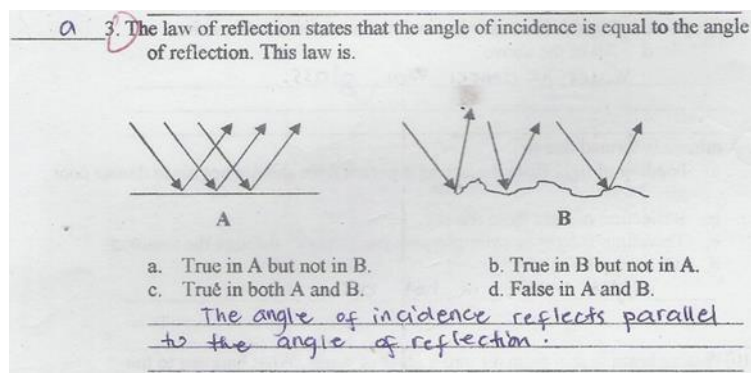 a 3. The law of reflection states that the angle of incidence is equal to the angle
of reflection. This law is.
A B
a. True in A but not in B. b. True in B but not in A.
c. True in both A and B. d. False in A and B.
The angle of incidence reflects parallel
to the angle of reflection.